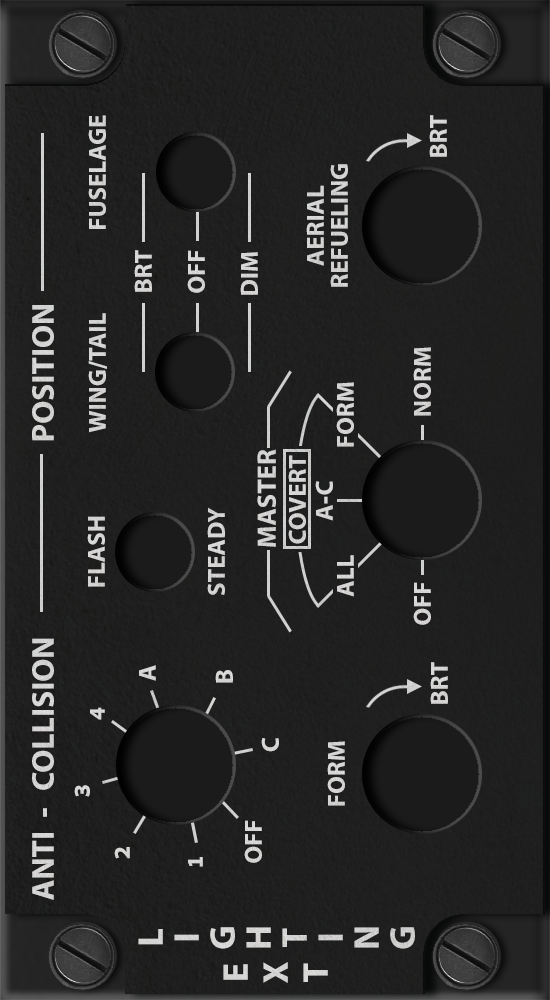 EXT
LIGHTING
ANTI - COLLISION
POSITION
FLASH
STEADY
WING/TAIL
FUSELAGE
BRT
OFF
DIM
1
2
3
4
A
B
C
OFF
MASTER
COVERT
ALL
A-C
FORM
OFF
NORM
FORM
BRT
AERIAL
REFUELING
BRT